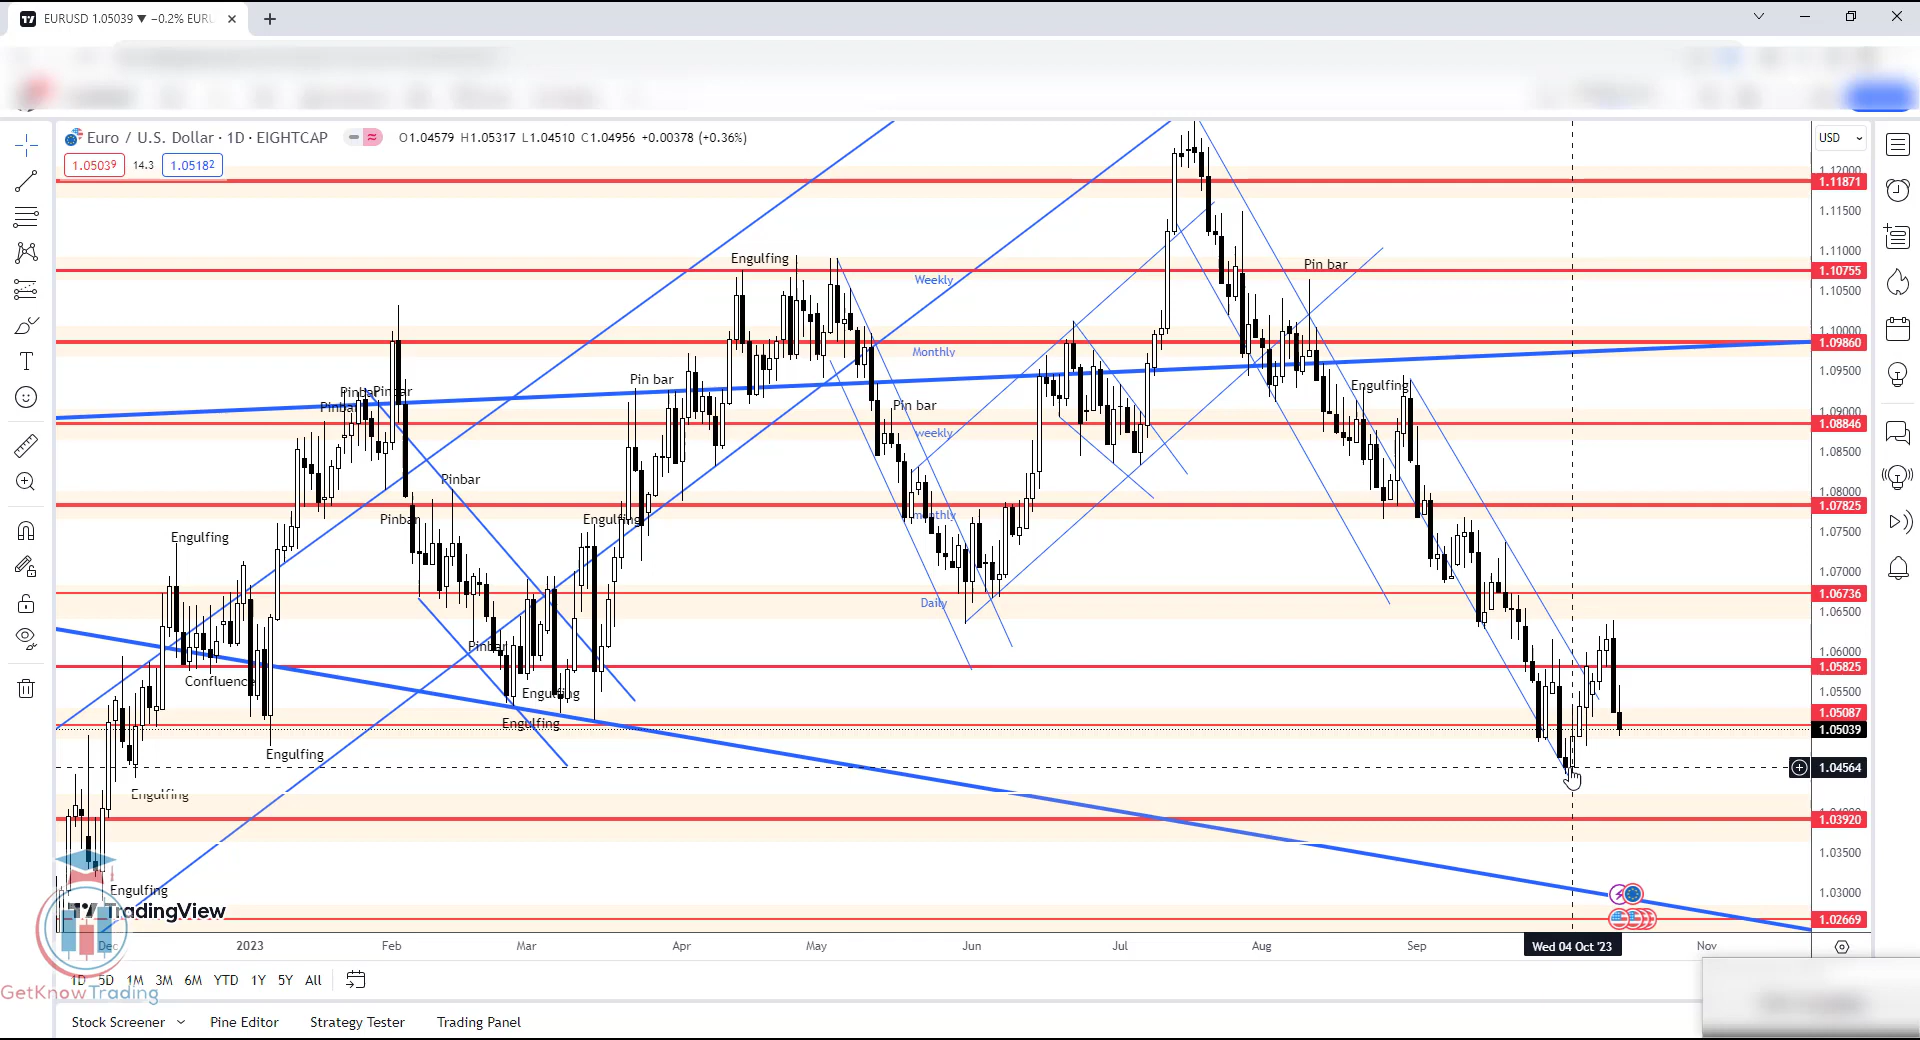 EURUSD 1.05039 ▼ −0.2% EURU
Euro / U.S. Dollar · 1D · EIGHTCAP O1.04579 H1.05317 L1.04510 C1.04956 +0.00378 (+0.36%)
USD
1.05039 14.3 1.05182
1.12000
1.11871
1.11500
1.11000
Engulfing
Pin bar
1.10755
Weekly
1.10500
1.10000
1.09860
Monthly
1.09500
Pin bar
Engulfing
Pinbar
Pinbar
Pinbar
Pin bar
1.09000
1.08846
weekly
1.08500
Pinbar
1.08000
1.07825
monthly
Pinbar
Engulfing
Engulfing
1.07500
1.07000
1.06736
Daily
1.06500
Pinbar
1.06000
1.05825
Confluence
Engulfing
1.05500
1.05087
Engulfing
1.05039
Engulfing
1.04564
Engulfing
1.03920
1.03500
Engulfing
1.03000
TradingView
1.02669
Dec 2023 Feb Mar Apr May Jun Jul Aug Sep Wed 04 Oct '23 Nov
1D 5D 1M 3M 6M YTD 1Y 5Y All
GetKnowTrading
Stock Screener Pine Editor Strategy Tester Trading Panel